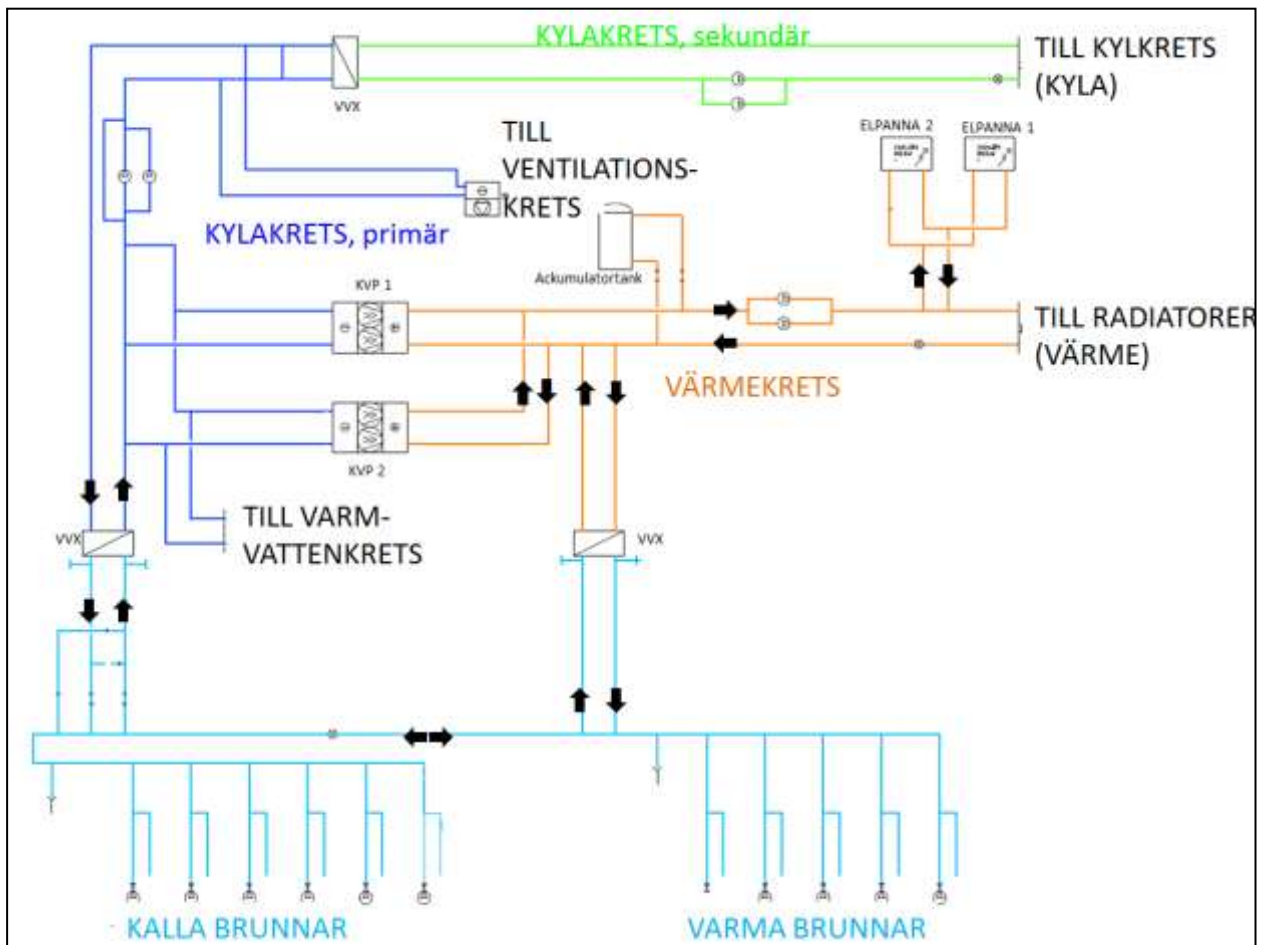 KYLAKRETS, sekundär
TILL KYLKRETS
(KYLA)
VVX
ELPANNA 2
ELPANNA 1
TILL
VENTILATIONS-
KRETS
KYLAKRETS, primär
Ackumulatortank
KVP 1
TILL RADIATORER
(VÄRME)
VÄRMEKRETS
KVP 2
TILL VARM-
VATTENKRETS
VVX
VVX
KALLA BRUNNAR
VARMA BRUNNAR